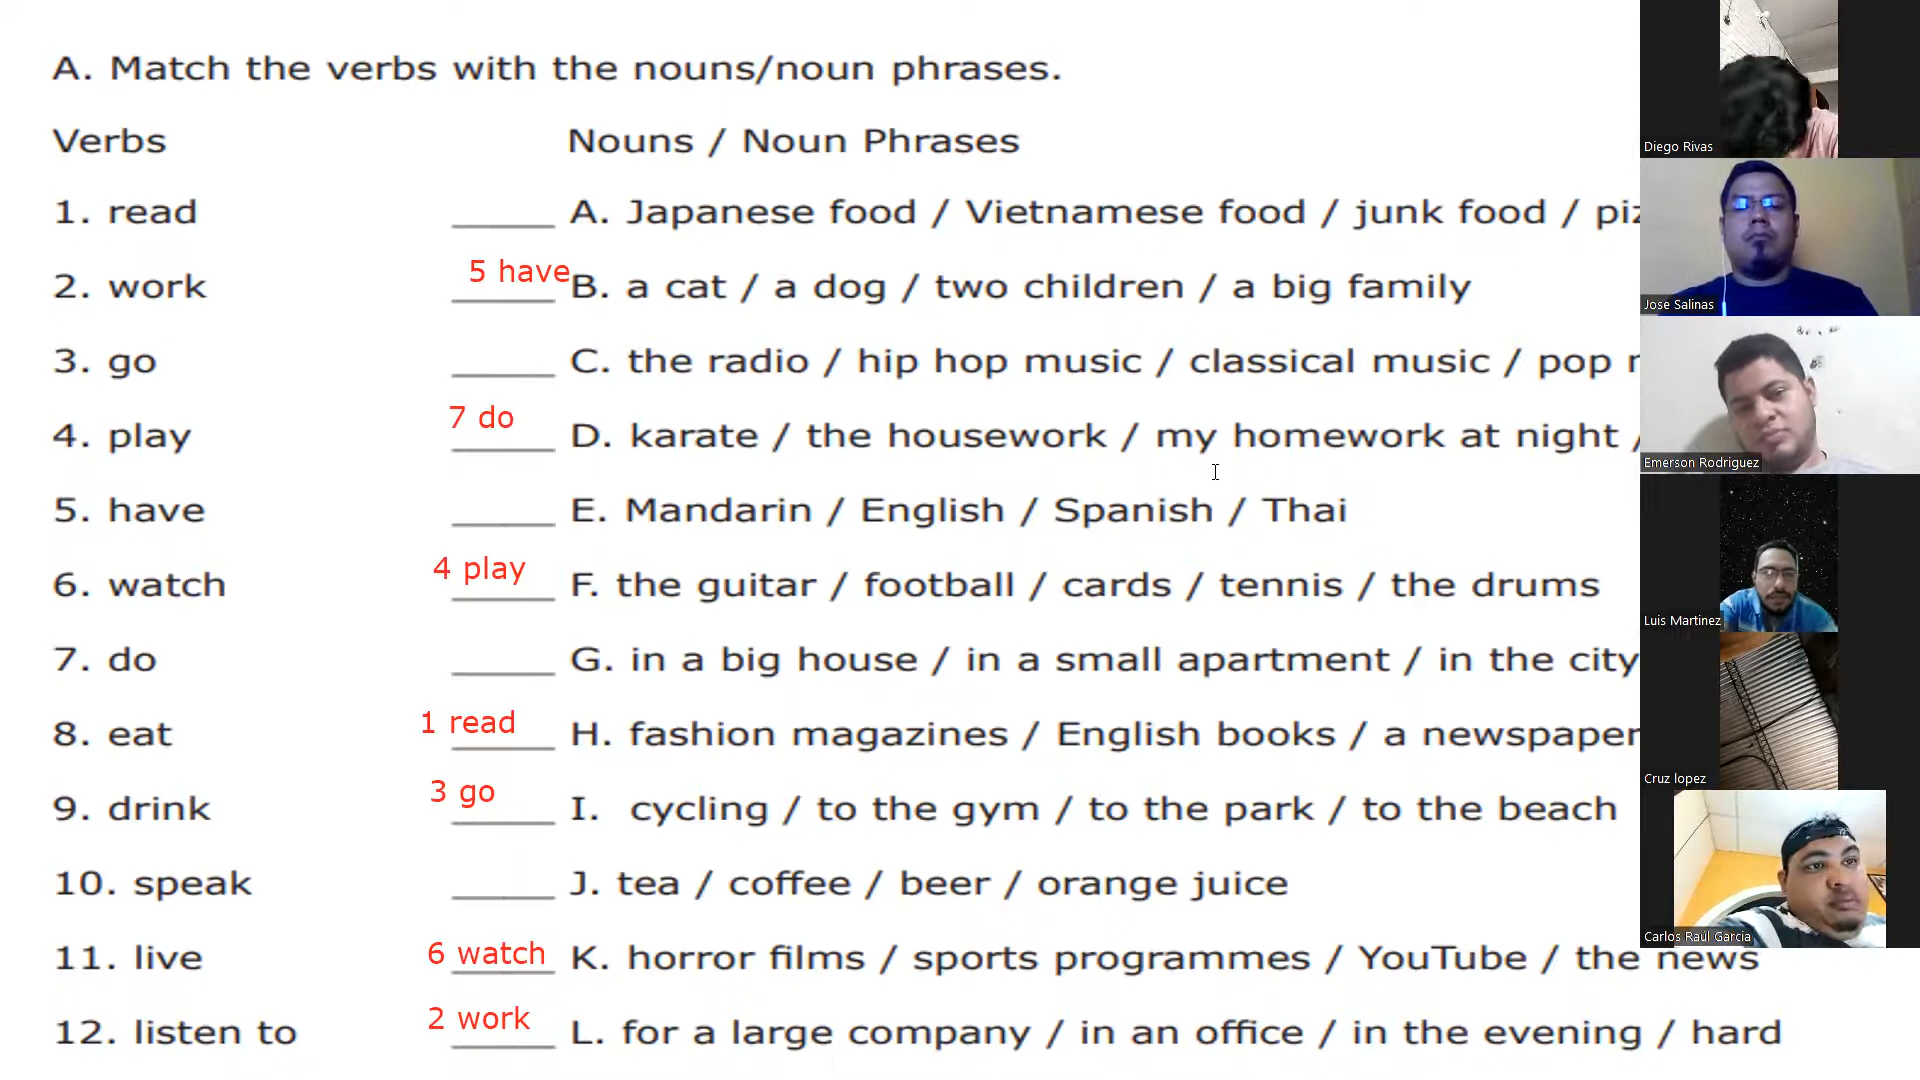 A. Match the verbs with the nouns/noun phrases.
Verbs Nouns / Noun Phrases
1. read A. Japanese food / Vietnamese food / junk food /
2. work 5 have B. a cat / a dog / two children / a big family
3. go C. the radio / hip hop music / classical music / pop
4. play 7 do D. karate / the housework / my homework at night /
5. have E. Mandarin / English / Spanish / Thai
6. watch 4 play F. the guitar / football / cards / tennis / the drums
7. do G. in a big house / in a small apartment / in the city
8. eat 1 read H. fashion magazines / English books / a newspaper
9. drink 3 go I. cycling / to the gym / to the park / to the beach
10. speak J. tea / coffee / beer / orange juice
11. live 6 watch K. horror films / sports programmes / YouTube / the news
12. listen to 2 work L. for a large company / in an office / in the evening / hard
Diego Rivas
Jose Salinas
Emerson Rodriguez
Luis Martinez
Cruz lopez
Carlos Raúl Garcia